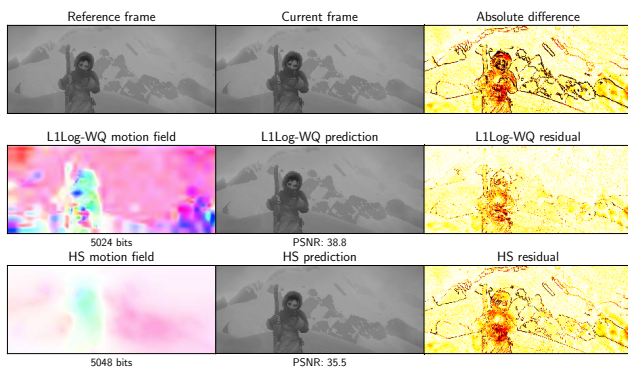 Reference frame
Current frame
Absolute difference
L1Log-WQ motion field
L1Log-WQ prediction
L1Log-WQ residual
5024 bits
PSNR: 38.8
HS motion field
HS prediction
HS residual
5048 bits
PSNR: 35.5